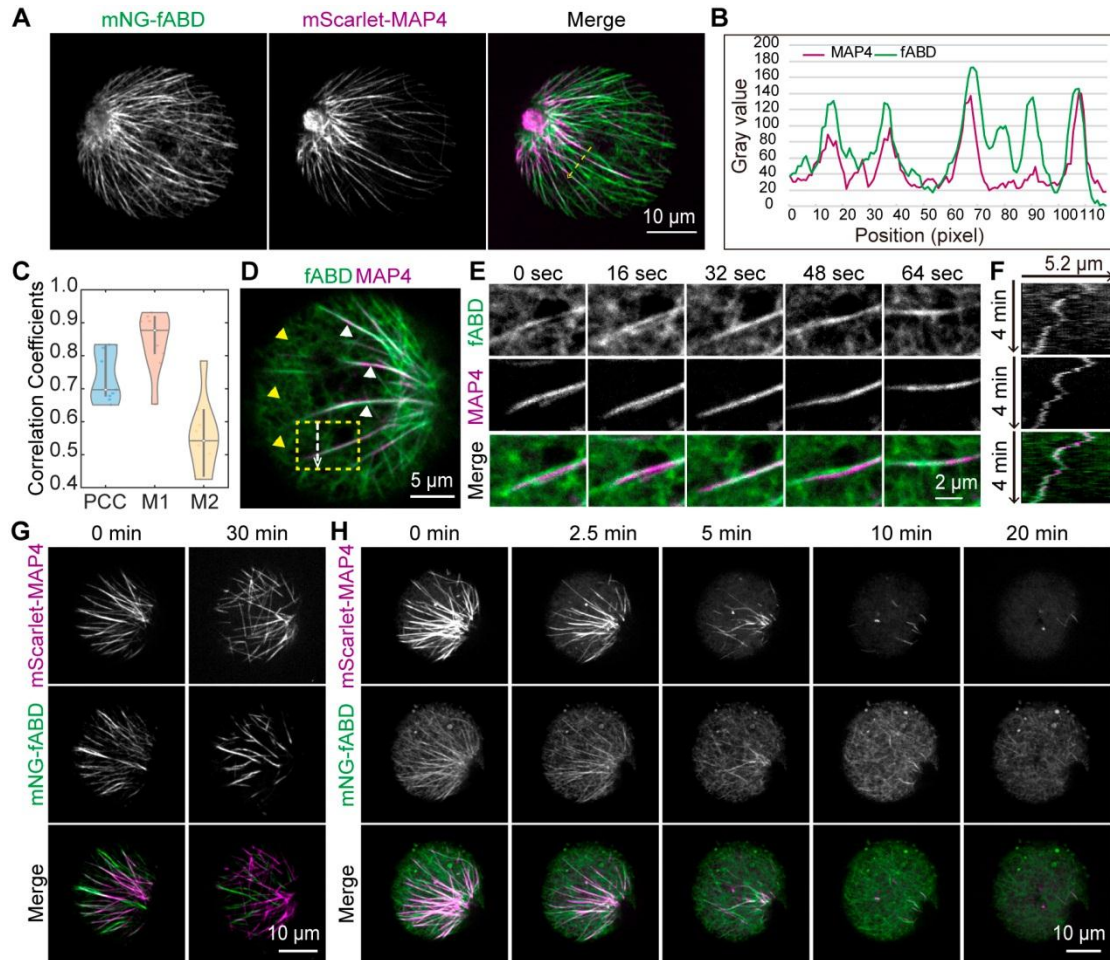 A
mNG-fABD mScarlet-MAP4 Merge
10 µm
B
MAP4 fABD
Gray value
200
180
160
140
120
100
80
60
40
20
0
0 10 20 30 40 50 60 70 80 90 100 110
Position (pixel)
C
Correlation Coefficients
1.0
0.9
0.8
0.7
0.6
0.5
0.4
PCC M1 M2
D
fABD MAP4
5 µm
E
0 sec 16 sec 32 sec 48 sec 64 sec
fABD
MAP4
Merge
2 µm
F
5.2 µm
4 min
4 min
4 min
G
0 min 30 min
mScarlet-MAP4
mNG-fABD
Merge
10 µm
H
0 min 2.5 min 5 min 10 min 20 min
mScarlet-MAP4
mNG-fABD
Merge
10 µm